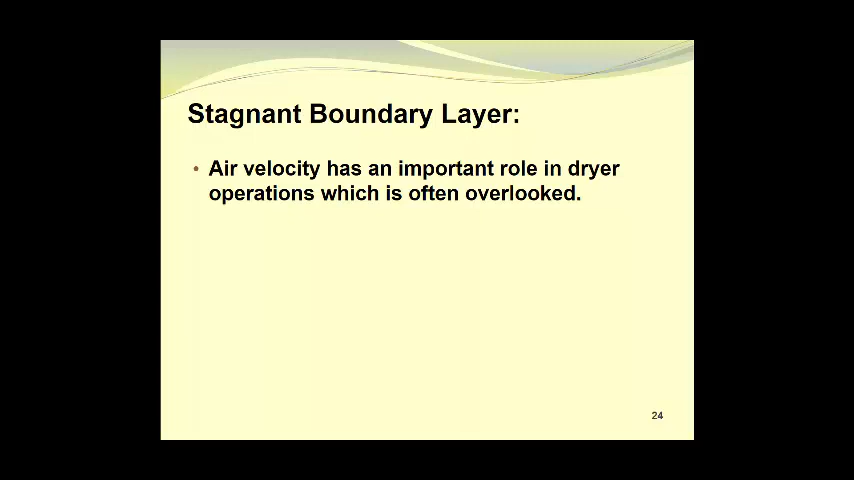 Stagnant Boundary Layer:
• Air velocity has an important role in dryer
operations which is often overlooked.
24